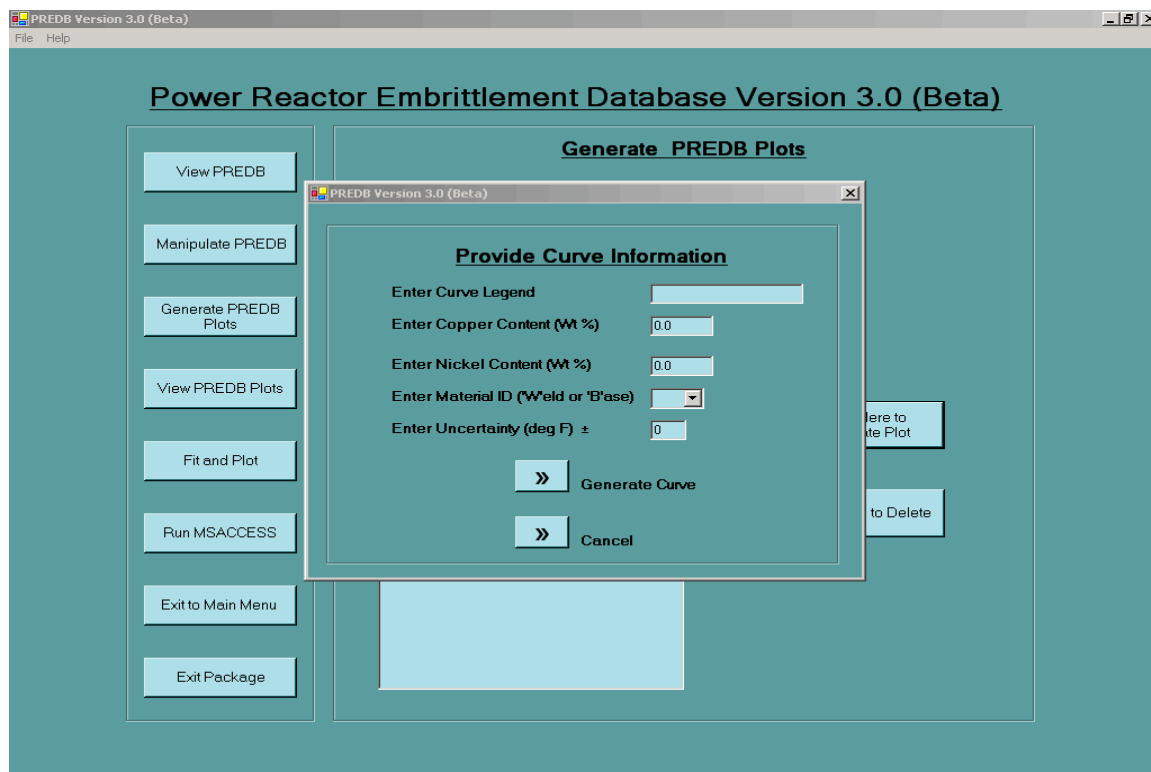 PREDB Version 3.0 (Beta)
File Help
Power Reactor Embrittlement Database Version 3.0 (Beta)
View PREDB
Manipulate PREDB
Generate PREDB
Plots
View PREDB Plots
Fit and Plot
Run MSACCESS
Exit to Main Menu
Exit Package
Generate PREDB Plots
PREDB Version 3.0 (Beta)
Provide Curve Information
Enter Curve Legend
Enter Copper Content (Wt %) 0.0
Enter Nickel Content (Wt %) 0.0
Enter Material ID ('W'eld or 'B'ase)
Enter Uncertainty (deg F) ± 0
» Generate Curve
» Cancel
Plot
to Delete